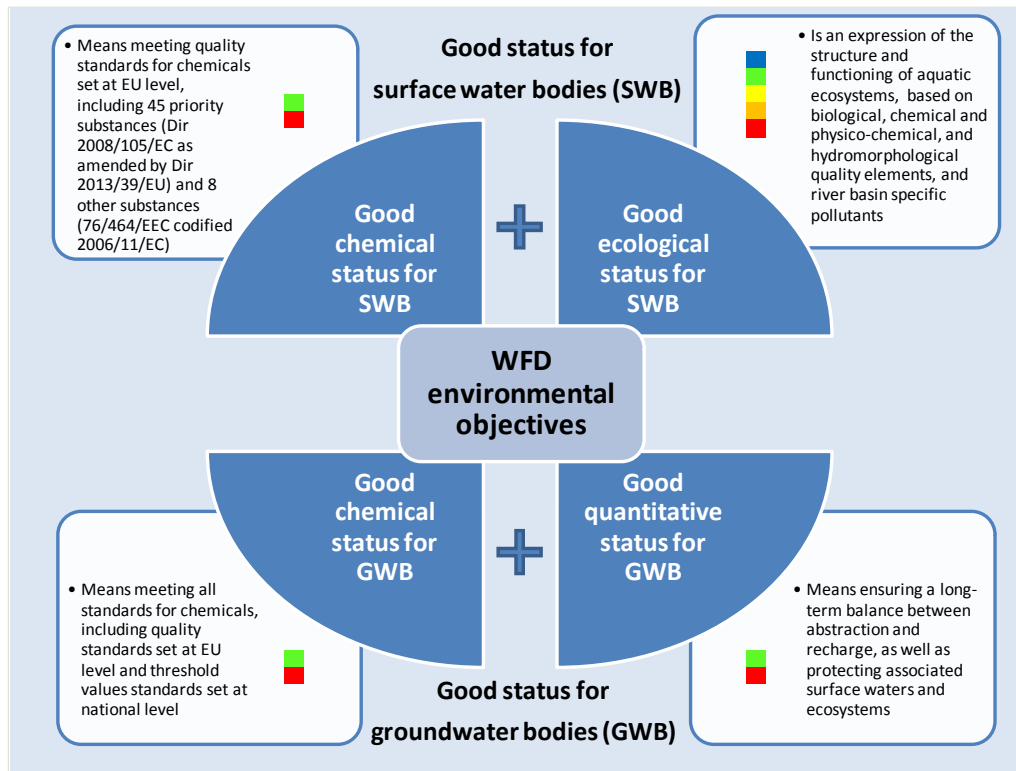 Good status for
surface water bodies (SWB)
• Means meeting quality
standards for chemicals
set at EU level,
including 45 priority
substances (Dir
2008/105/EC as
amended by Dir
2013/39/EU) and 8
other substances
(76/464/EEC codified
2006/11/EC)
• Is an expression of the
structure and
functioning of aquatic
ecosystems, based on
biological, chemical and
physico-chemical, and
hydromorphological
quality elements, and
river basin specific
pollutants
Good
chemical
status for
SWB
Good
ecological
status for
SWB
WFD
environmental
objectives
Good
chemical
status for
GWB
Good
quantitative
status for
GWB
• Means meeting all
standards for chemicals,
including quality
standards set at EU
level and threshold
values standards set at
national level
• Means ensuring a long-
term balance between
abstraction and
recharge, as well as
protecting associated
surface waters and
ecosystems
Good status for
groundwater bodies (GWB)